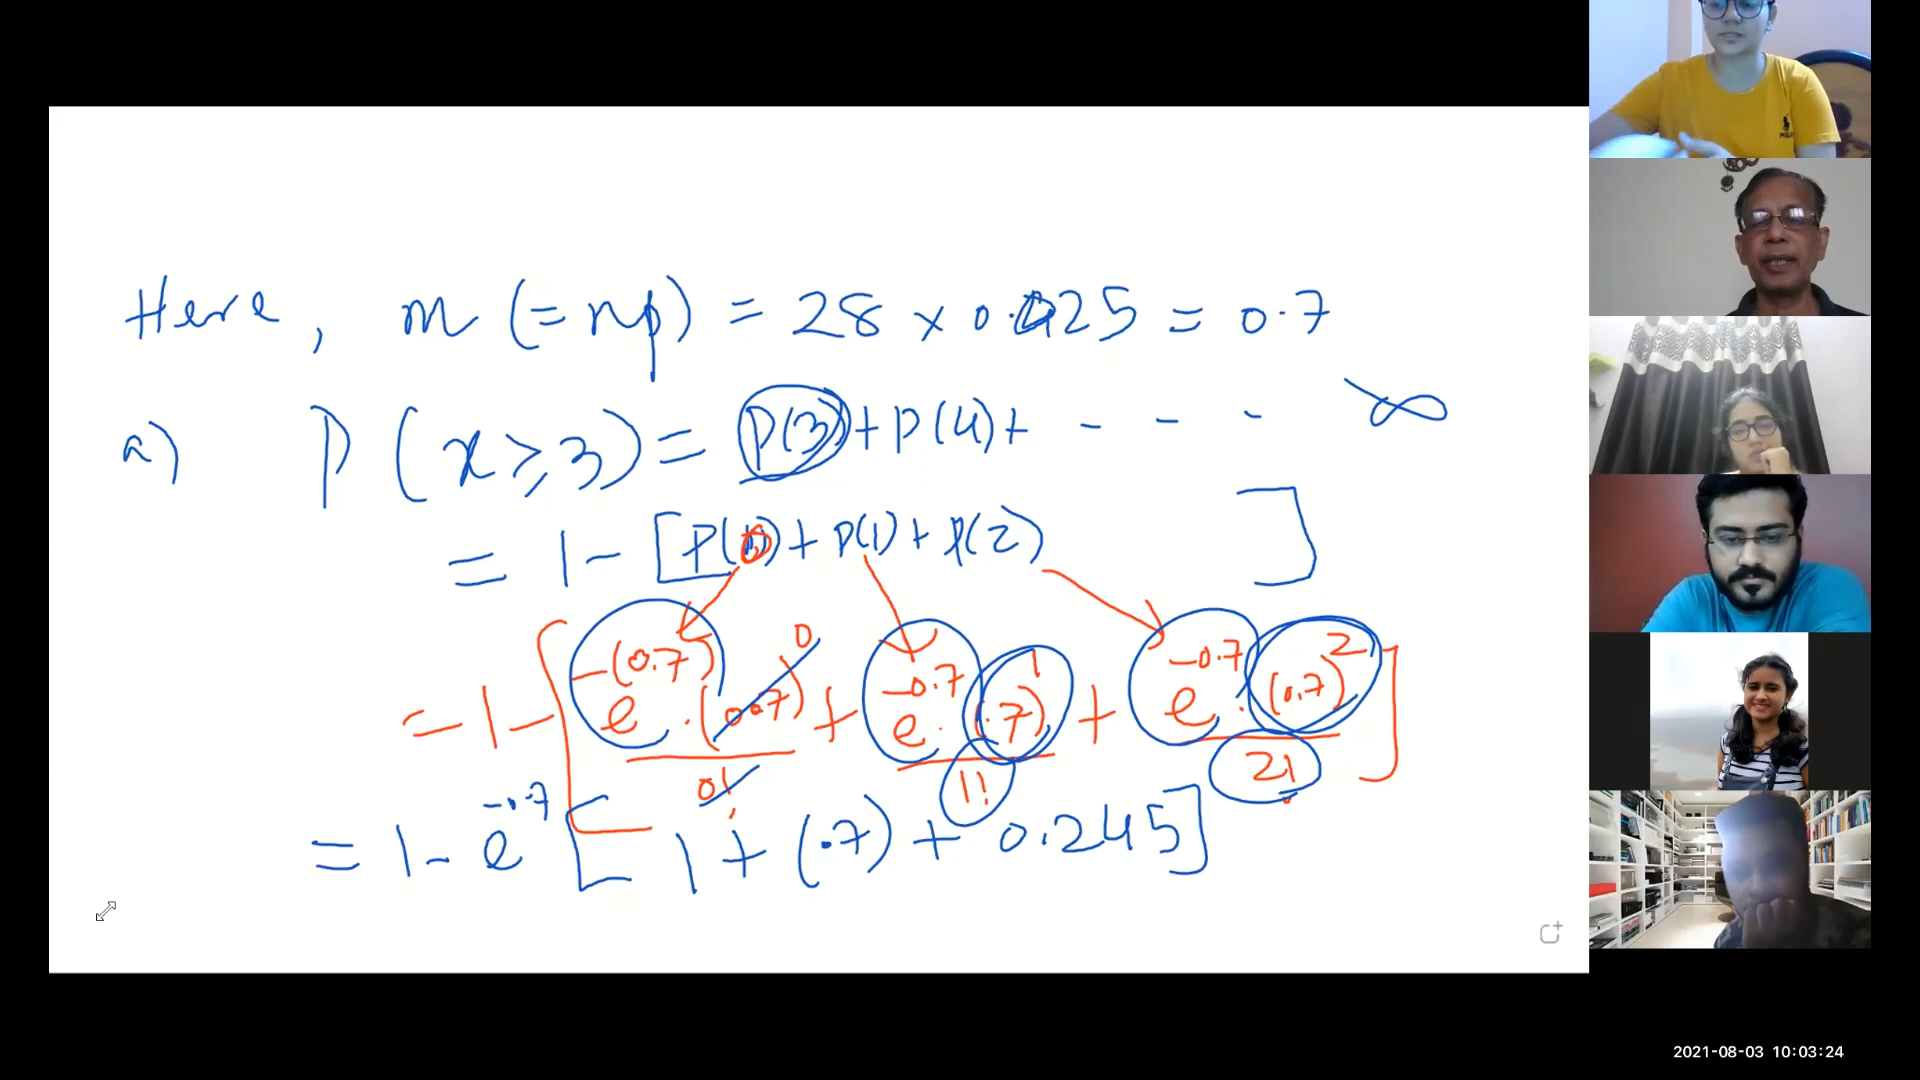 Here, m (= np) = 28 × 0.025 = 0.7
a) P (x ≥ 3) = P(3) + P(4) + - - - ∞
= 1 - [P(0) + P(1) + P(2) ]
= 1 - [ e^-(0.7) . (0.7)^0 / 0! + e^-0.7 . (.7)^1 / 1! + e^-0.7 . (0.7)^2 / 2! ]
= 1 - e^-0.7 [ 1 + (.7) + 0.245 ]
2021-08-03 10:03:24